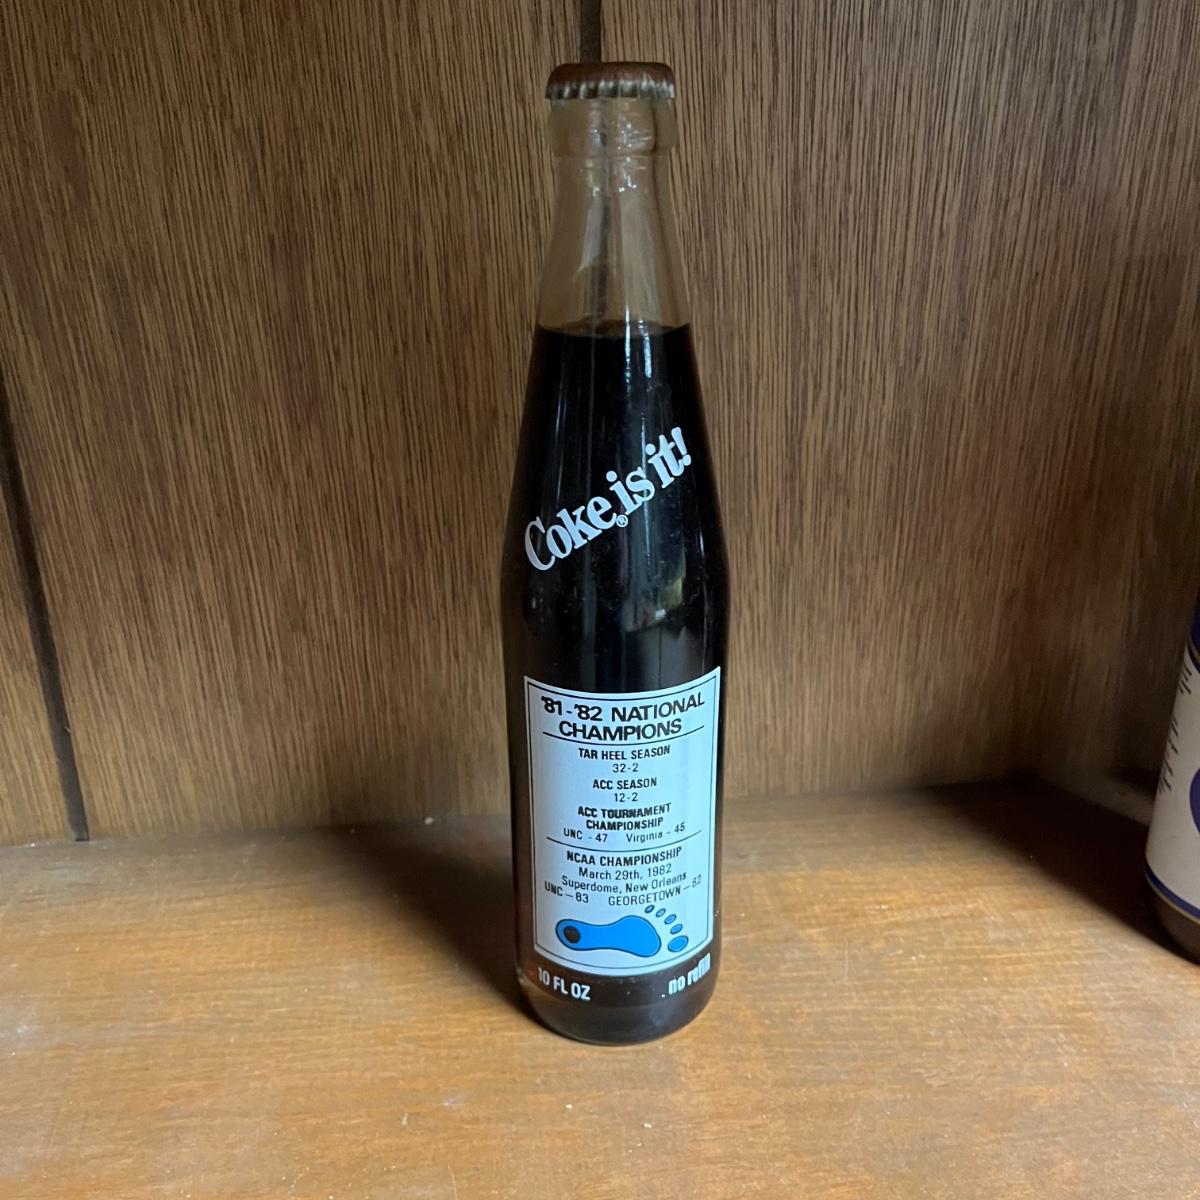 Coke® is it!
'81-'82 NATIONAL
CHAMPIONS
TAR HEEL SEASON
32-2
ACC SEASON
12-2
ACC TOURNAMENT
CHAMPIONSHIP
UNC - 47 Virginia - 45
NCAA CHAMPIONSHIP
March 29th, 1982
Superdome, New Orleans
UNC - 63 GEORGETOWN - 62
10 FL OZ no refill